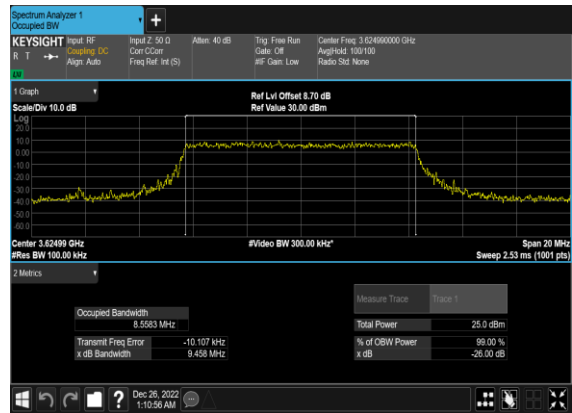 Spectrum Analyzer 1
Occupied BW
+
KEYSIGHT Input: RF Input Z: 50 Ω Atten: 40 dB Trig: Free Run Center Freq: 3.624990000 GHz
R T Coupling: DC Corr CCorr Gate: Off Avg|Hold: 100/100
Align: Auto Freq Ref: Int (S) #IF Gain: Low Radio Std: None
1 Graph
Ref Lvl Offset 8.70 dB
Scale/Div 10.0 dB Ref Value 30.00 dBm
Log
20.0
10.0
0.00
-10.0
-20.0
-30.0
-40.0
-50.0
-60.0
Center 3.62499 GHz #Video BW 300.00 kHz* Span 20 MHz
#Res BW 100.00 kHz Sweep 2.53 ms (1001 pts)
2 Metrics
Measure Trace Trace 1
Occupied Bandwidth
8.5583 MHz Total Power 25.0 dBm
Transmit Freq Error -10.107 kHz % of OBW Power 99.00 %
x dB Bandwidth 9.458 MHz x dB -26.00 dB
? Dec 26, 2022
1:10:56 AM